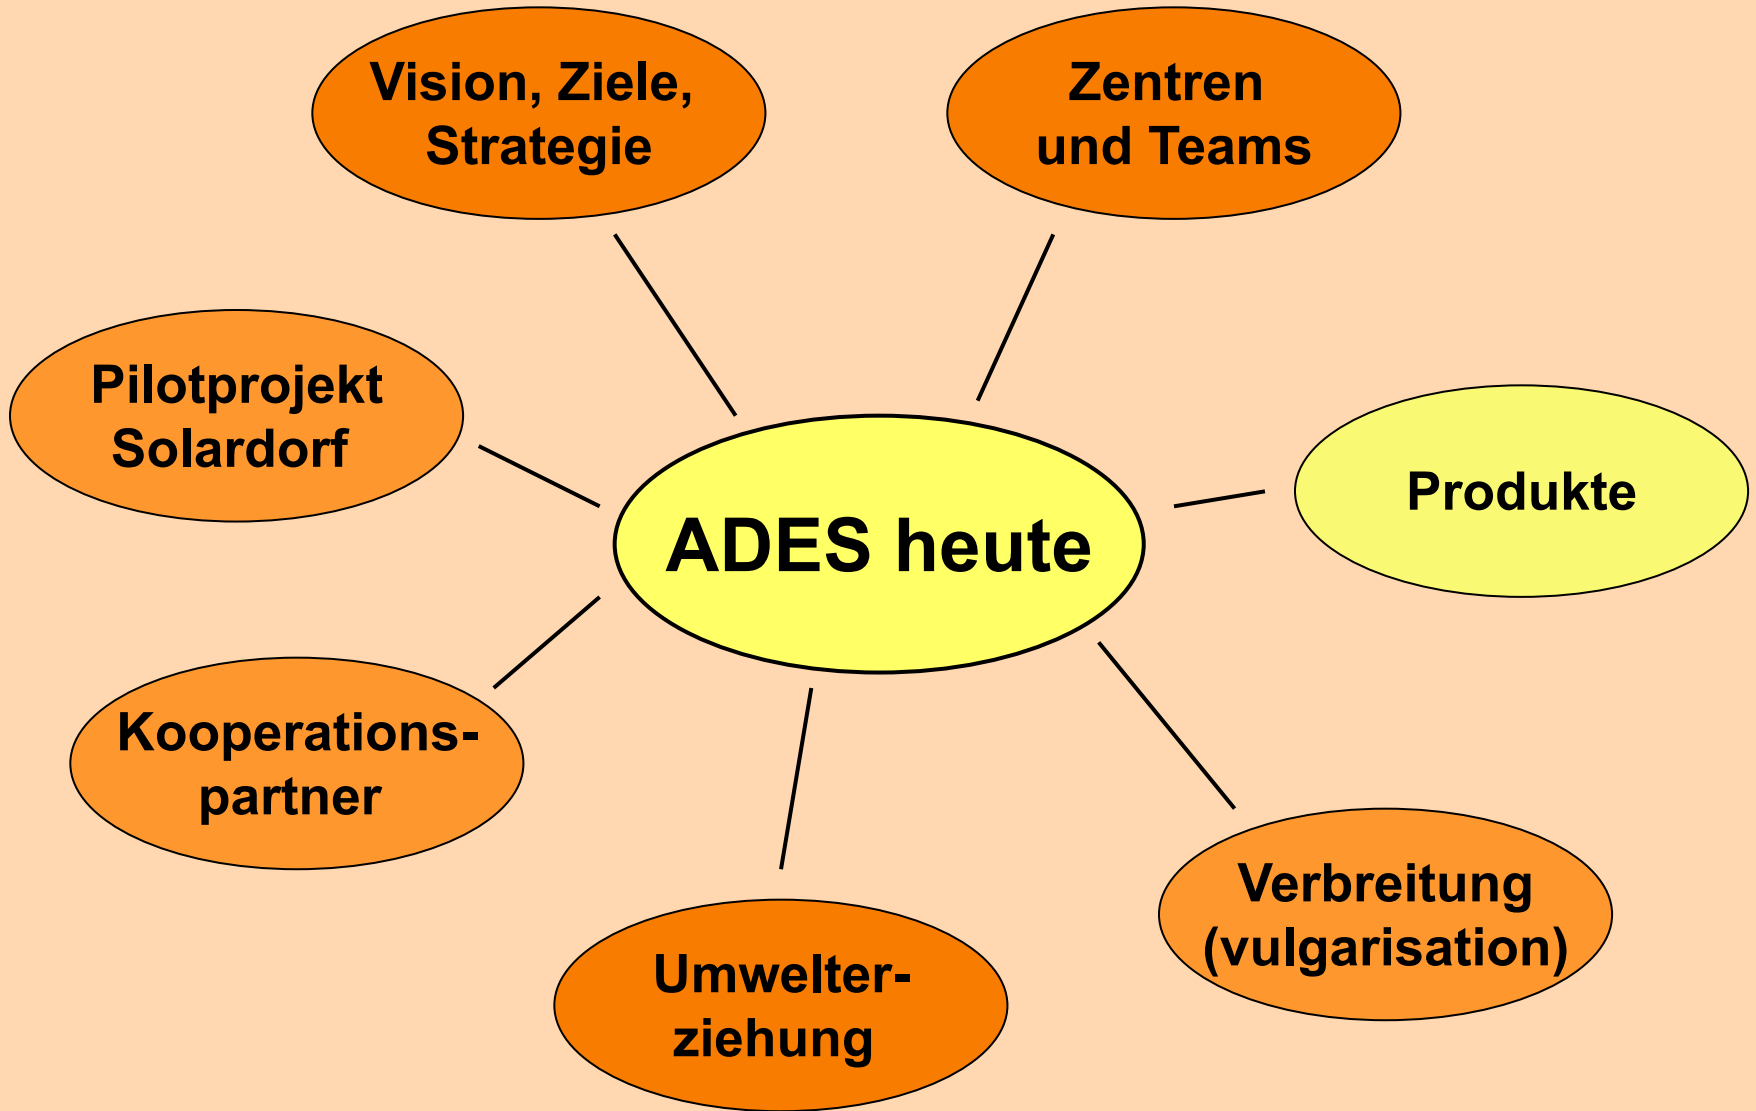 Vision, Ziele,
Strategie
Zentren
und Teams
Pilotprojekt
Solardorf
Produkte
ADES heute
Kooperations-
partner
Verbreitung
(vulgarisation)
Umwelter-
ziehung